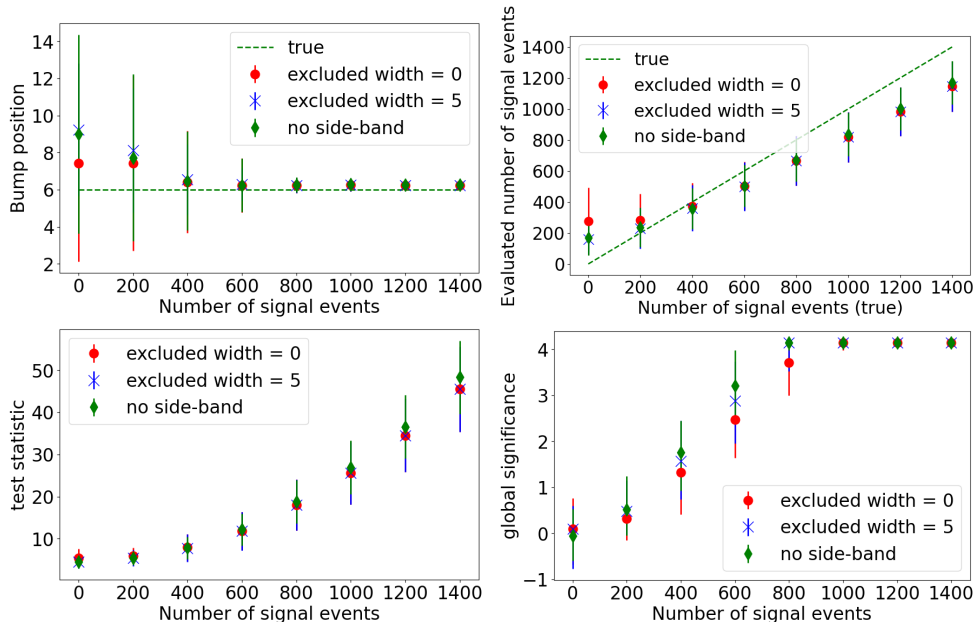 Bump position
14
12
10
8
6
4
2
true
excluded width = 0
excluded width = 5
no side-band
0 200 400 600 800 1000 1200 1400
Number of signal events
Evaluated number of signal events
1400
1200
1000
800
600
400
200
0
true
excluded width = 0
excluded width = 5
no side-band
0 200 400 600 800 1000 1200 1400
Number of signal events (true)
test statistic
50
40
30
20
10
excluded width = 0
excluded width = 5
no side-band
0 200 400 600 800 1000 1200 1400
Number of signal events
global significance
4
3
2
1
0
−1
excluded width = 0
excluded width = 5
no side-band
0 200 400 600 800 1000 1200 1400
Number of signal events